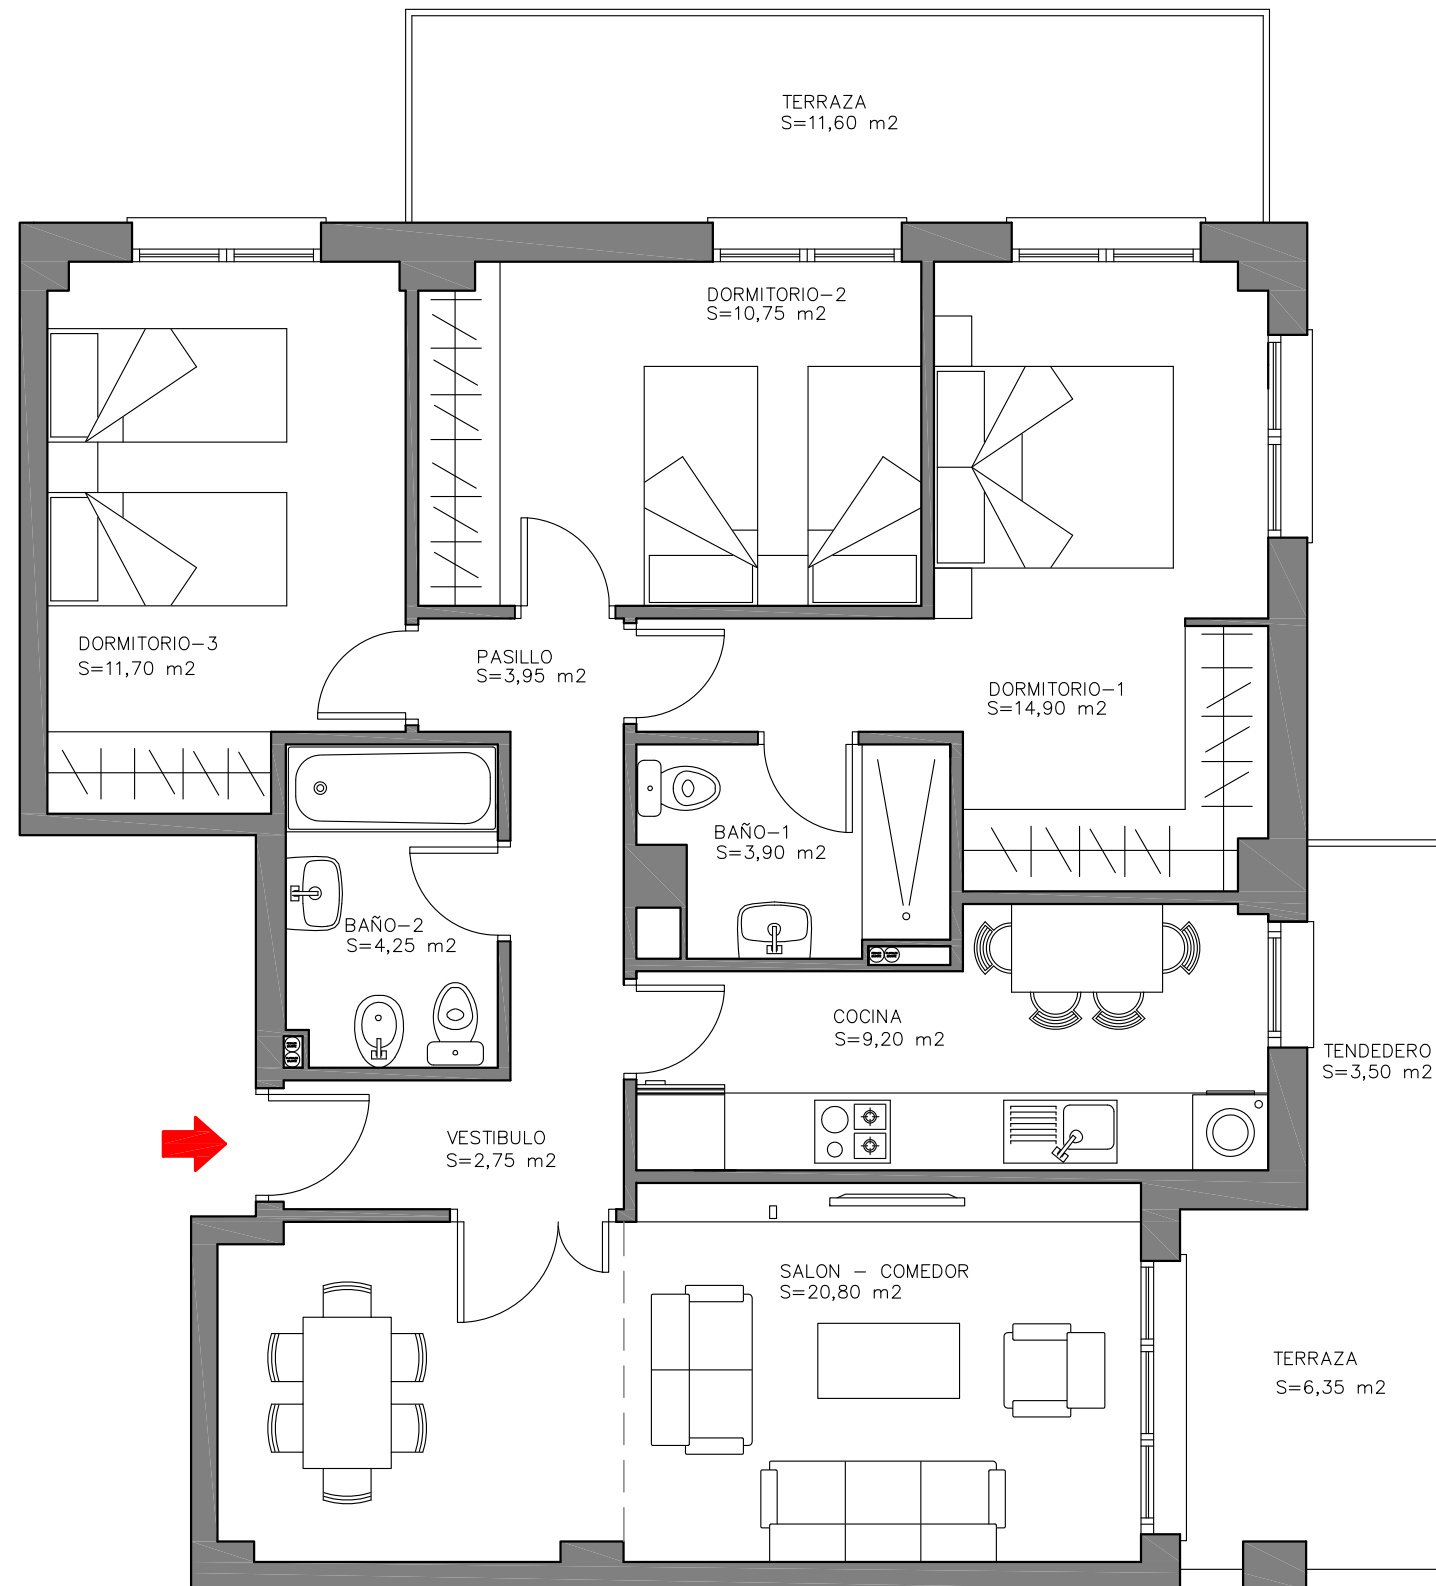 TERRAZA
S=11,60 m2
DORMITORIO-2
S=10,75 m2
DORMITORIO-3
S=11,70 m2
PASILLO
S=3,95 m2
DORMITORIO-1
S=14,90 m2
BAÑO-1
S=3,90 m2
BAÑO-2
S=4,25 m2
COCINA
S=9,20 m2
TENDEDERO
S=3,50 m2
VESTIBULO
S=2,75 m2
SALON - COMEDOR
S=20,80 m2
TERRAZA
S=6,35 m2